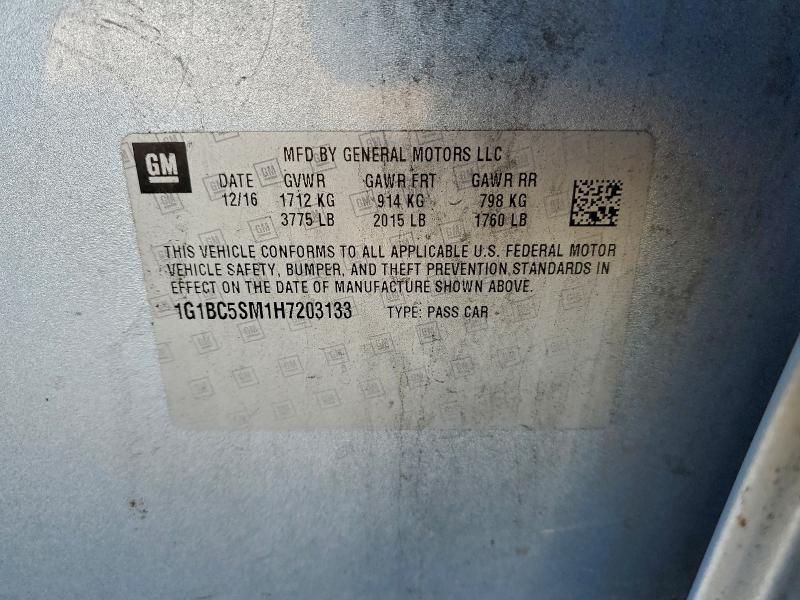 GM
MFD BY GENERAL MOTORS LLC
DATE GVWR GAWR FRT GAWR RR
12/16 1712 KG 914 KG 798 KG
3775 LB 2015 LB 1760 LB
THIS VEHICLE CONFORMS TO ALL APPLICABLE U.S. FEDERAL MOTOR
VEHICLE SAFETY, BUMPER, AND THEFT PREVENTION STANDARDS IN
EFFECT ON THE DATE OF MANUFACTURE SHOWN ABOVE.
1G1BC5SM1H7203133 TYPE: PASS CAR